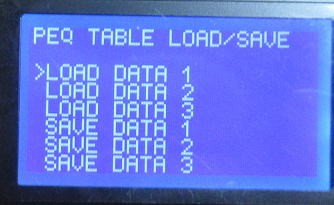 PEQ TABLE LOAD/SAVE
>LOAD DATA 1
LOAD DATA 2
LOAD DATA 3
SAVE DATA 1
SAVE DATA 2
SAVE DATA 3